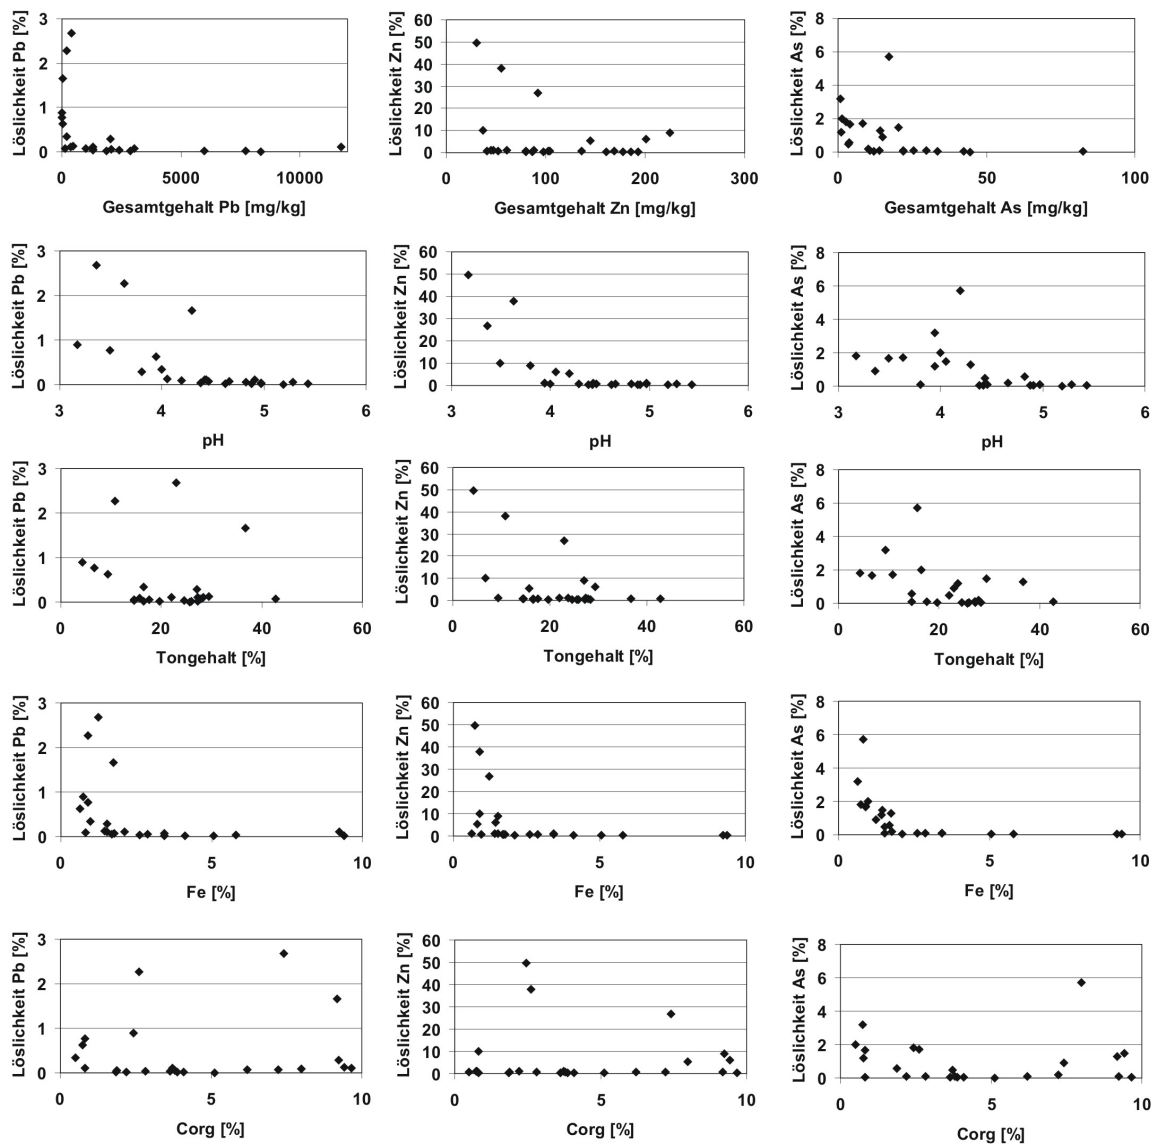 Löslichkeit Pb [%]
3
2
1
0
0 5000 10000
Gesamtgehalt Pb [mg/kg]
Löslichkeit Zn [%]
60
50
40
30
20
10
0
0 100 200 300
Gesamtgehalt Zn [mg/kg]
Löslichkeit As [%]
8
6
4
2
0
0 50 100
Gesamtgehalt As [mg/kg]
Löslichkeit Pb [%]
3
2
1
0
3 4 5 6
pH
Löslichkeit Zn [%]
60
50
40
30
20
10
0
3 4 5 6
pH
Löslichkeit As [%]
8
6
4
2
0
3 4 5 6
pH
Löslichkeit Pb [%]
3
2
1
0
0 20 40 60
Tongehalt [%]
Löslichkeit Zn [%]
60
50
40
30
20
10
0
0 20 40 60
Tongehalt [%]
Löslichkeit As [%]
8
6
4
2
0
0 20 40 60
Tongehalt [%]
Löslichkeit Pb [%]
3
2
1
0
0 5 10
Fe [%]
Löslichkeit Zn [%]
60
50
40
30
20
10
0
0 5 10
Fe [%]
Löslichkeit As [%]
8
6
4
2
0
0 5 10
Fe [%]
Löslichkeit Pb [%]
3
2
1
0
0 5 10
Corg [%]
Löslichkeit Zn [%]
60
50
40
30
20
10
0
0 5 10
Corg [%]
Löslichkeit As [%]
8
6
4
2
0
0 5 10
Corg [%]